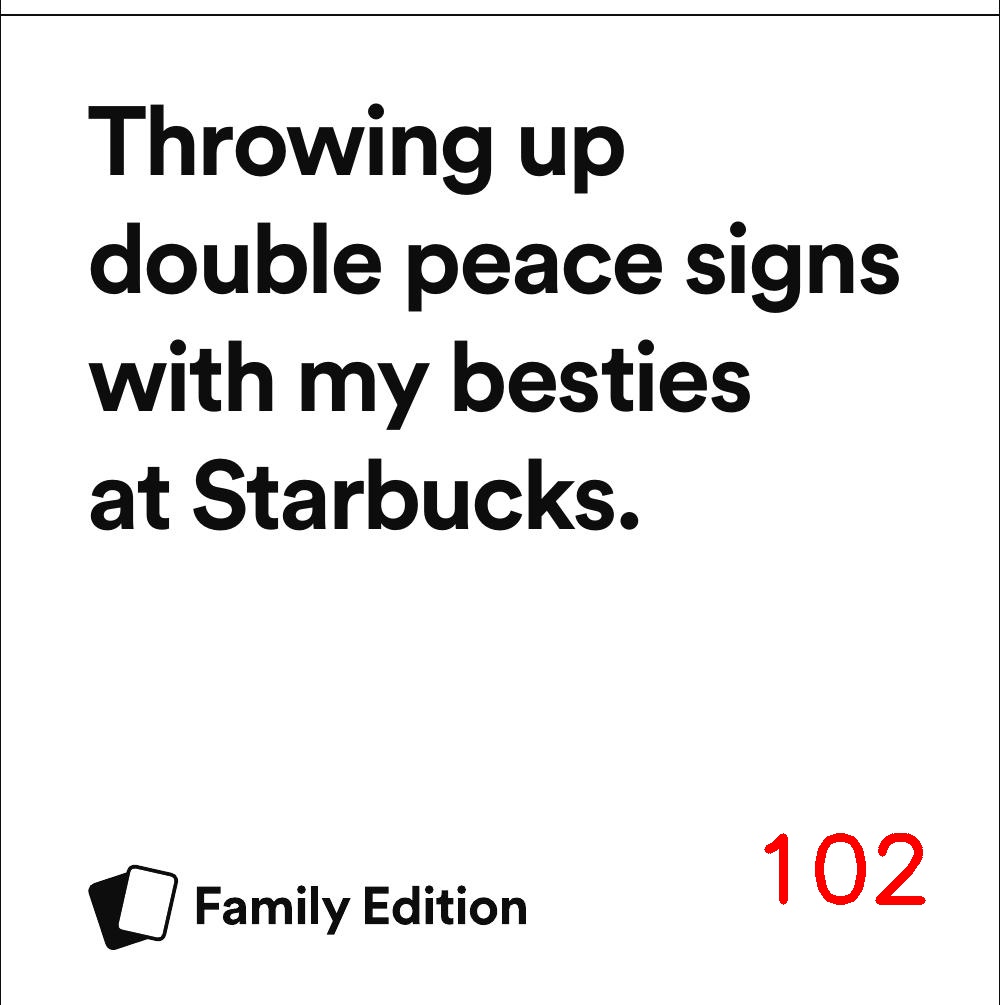 Throwing up
double peace signs
with my besties
at Starbucks.
102
Family Edition